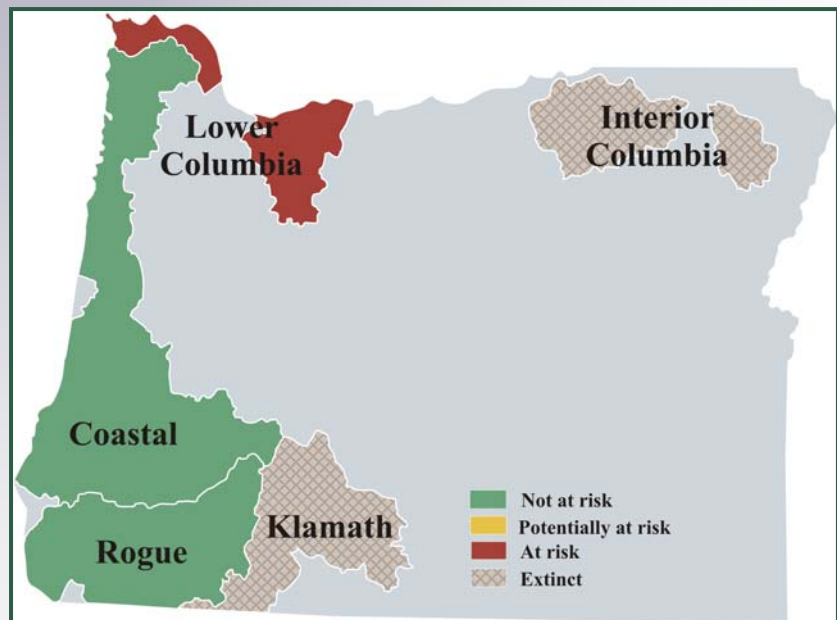 Lower
Columbia
Interior
Columbia
Coastal
Rogue
Klamath
Not at risk
Potentially at risk
At risk
Extinct